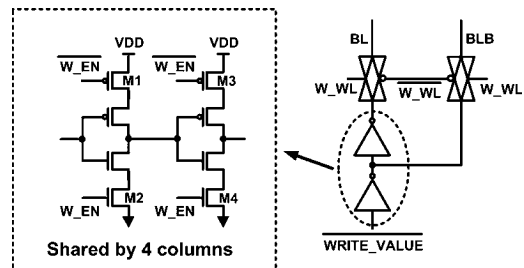 VDD VDD BL BLB
W_EN W_EN
M1 M3
W_WL W_WL W_WL
M2 M4
W_EN W_EN
Shared by 4 columns
WRITE_VALUE